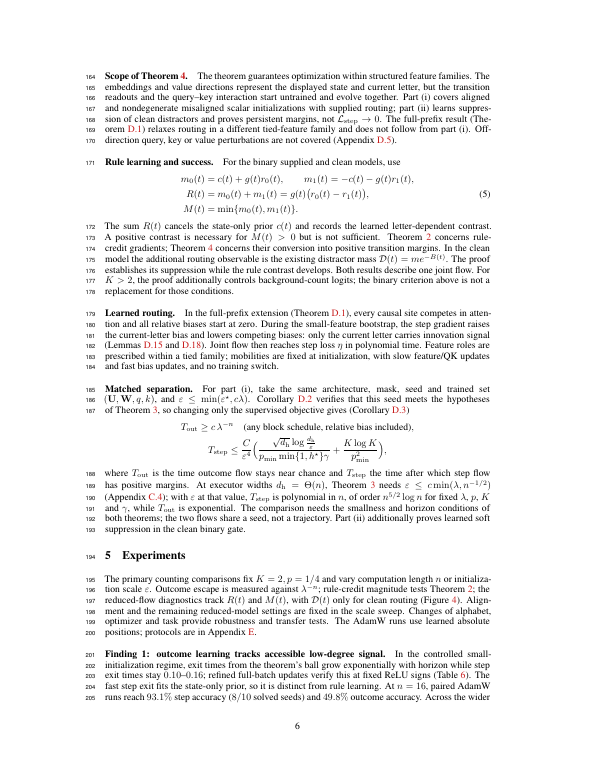 164 Scope of Theorem 4. The theorem guarantees optimization within structured feature families. The
165 embeddings and value directions represent the displayed state and current letter, but the transition
166 readouts and the query–key interaction start untrained and evolve together. Part (i) covers aligned
167 and nondegenerate misaligned scalar initializations with supplied routing; part (ii) learns suppres-
168 sion of clean distractors and proves persistent margins, not L_step → 0. The full-prefix result (The-
169 orem D.1) relaxes routing in a different tied-feature family and does not follow from part (i). Off-
170 direction query, key or value perturbations are not covered (Appendix D.5).
171 Rule learning and success. For the binary supplied and clean models, use
m₀(t) = c(t) + g(t)r₀(t), m₁(t) = −c(t) − g(t)r₁(t),
R(t) = m₀(t) + m₁(t) = g(t)(r₀(t) − r₁(t)), (5)
M(t) = min{m₀(t), m₁(t)}.
172 The sum R(t) cancels the state-only prior c(t) and records the learned letter-dependent contrast.
173 A positive contrast is necessary for M(t) > 0 but is not sufficient. Theorem 2 concerns rule-
174 credit gradients; Theorem 4 concerns their conversion into positive transition margins. In the clean
175 model the additional routing observable is the existing distractor mass D(t) = me^{−B(t)}. The proof
176 establishes its suppression while the rule contrast develops. Both results describe one joint flow. For
177 K > 2, the proof additionally controls background-count logits; the binary criterion above is not a
178 replacement for those conditions.
179 Learned routing. In the full-prefix extension (Theorem D.1), every causal site competes in atten-
180 tion and all relative biases start at zero. During the small-feature bootstrap, the step gradient raises
181 the current-letter bias and lowers competing biases: only the current letter carries innovation signal
182 (Lemmas D.15 and D.18). Joint flow then reaches step loss η in polynomial time. Feature roles are
183 prescribed within a tied family; mobilities are fixed at initialization, with slow feature/QK updates
184 and fast bias updates, and no training switch.
185 Matched separation. For part (i), take the same architecture, mask, seed and trained set
186 (U, W, q, k), and ε ≤ min(ε⋆, cλ). Corollary D.2 verifies that this seed meets the hypotheses
187 of Theorem 3, so changing only the supervised objective gives (Corollary D.3)
T_out ≥ c λ^{−n} (any block schedule, relative bias included),
T_step ≤ C/ε⁴ ( √d_h log (d_h/ε) / (p_min min{1, h⋆}γ) + K log K / p²_min ),
188 where T_out is the time outcome flow stays near chance and T_step the time after which step flow
189 has positive margins. At executor widths d_h = Θ(n), Theorem 3 needs ε ≤ c min(λ, n^{−1/2})
190 (Appendix C.4); with ε at that value, T_step is polynomial in n, of order n^{5/2} log n for fixed λ, p, K
191 and γ, while T_out is exponential. The comparison needs the smallness and horizon conditions of
192 both theorems; the two flows share a seed, not a trajectory. Part (ii) additionally proves learned soft
193 suppression in the clean binary gate.
194 5 Experiments
195 The primary counting comparisons fix K = 2, p = 1/4 and vary computation length n or initializa-
196 tion scale ε. Outcome escape is measured against λ^{−n}; rule-credit magnitude tests Theorem 2; the
197 reduced-flow diagnostics track R(t) and M(t), with D(t) only for clean routing (Figure 4). Align-
198 ment and the remaining reduced-model settings are fixed in the scale sweep. Changes of alphabet,
199 optimizer and task provide robustness and transfer tests. The AdamW runs use learned absolute
200 positions; protocols are in Appendix E.
201 Finding 1: outcome learning tracks accessible low-degree signal. In the controlled small-
202 initialization regime, exit times from the theorem's ball grow exponentially with horizon while step
203 exit times stay 0.10–0.16; refined full-batch updates verify this at fixed ReLU signs (Table 6). The
204 fast step exit fits the state-only prior, so it is distinct from rule learning. At n = 16, paired AdamW
205 runs reach 93.1% step accuracy (8/10 solved seeds) and 49.8% outcome accuracy. Across the wider
6